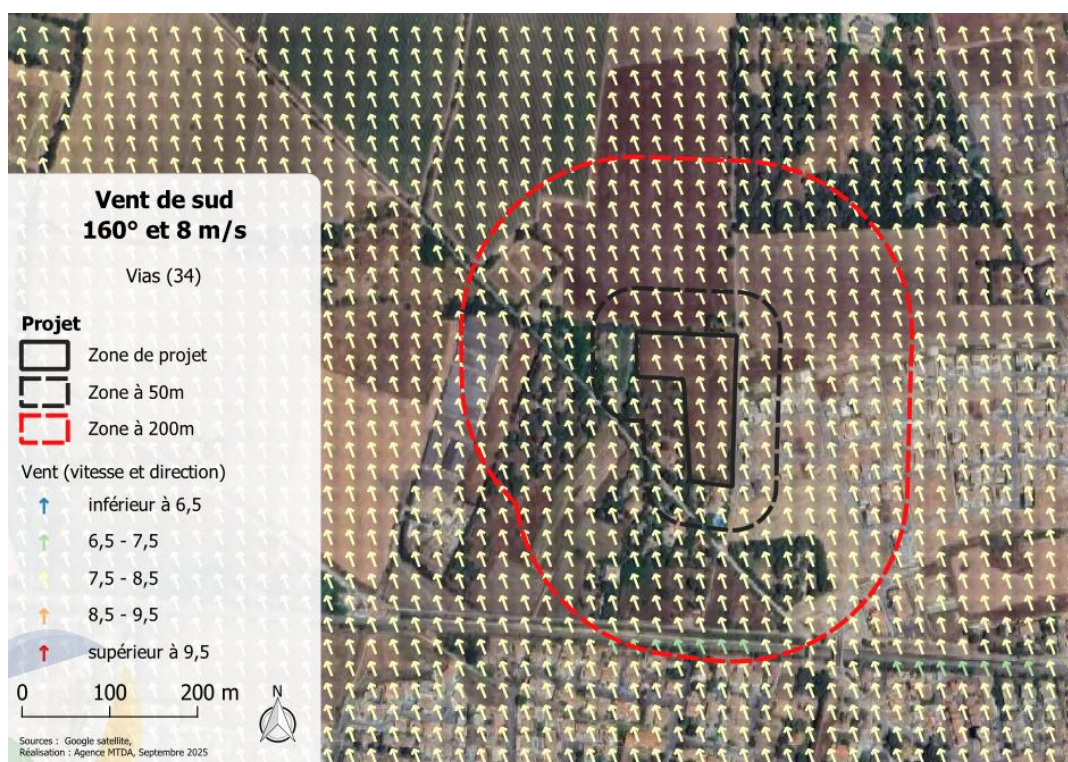 Vent de sud
160° et 8 m/s
Vias (34)
Projet
Zone de projet
Zone à 50m
Zone à 200m
Vent (vitesse et direction)
inférieur à 6,5
6,5 - 7,5
7,5 - 8,5
8,5 - 9,5
supérieur à 9,5
0 100 200 m
N
Sources : Google satellite,
Réalisation : Agence MTDA, Septembre 2025